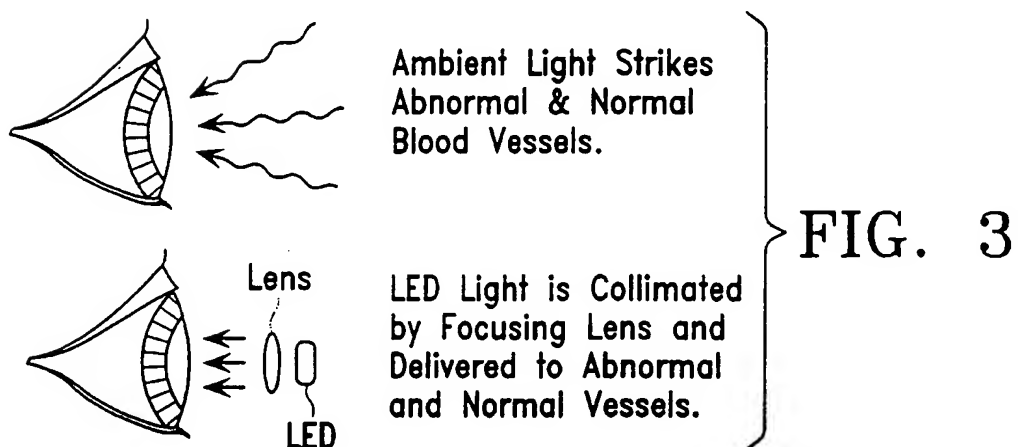 Ambient Light Strikes
Abnormal & Normal
Blood Vessels.
FIG. 3
Lens
LED Light is Collimated
by Focusing Lens and
Delivered to Abnormal
and Normal Vessels.
LED